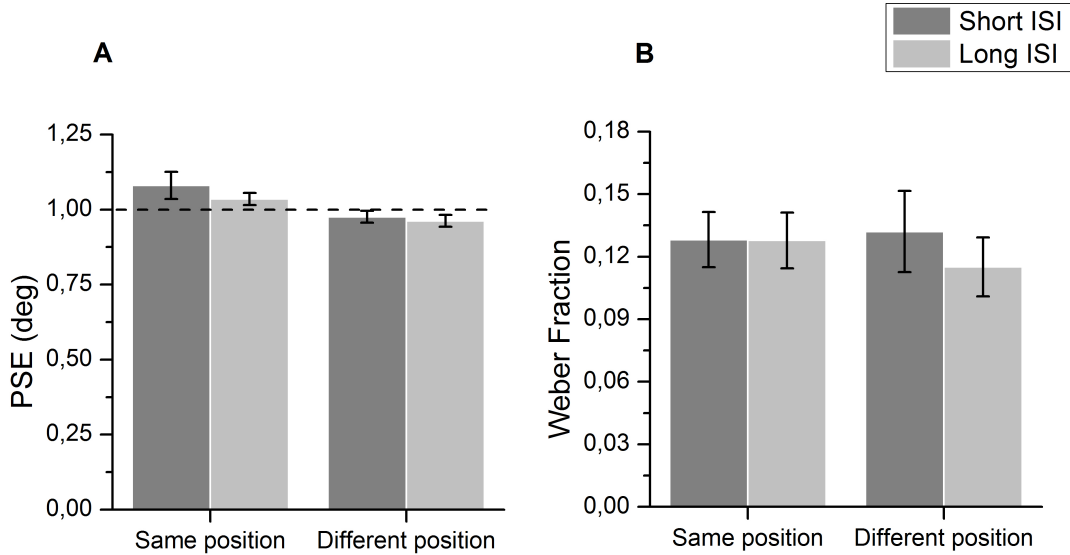 Short ISI
Long ISI
A
B
PSE (deg)
1,25
1,00
0,75
0,50
0,25
0,00
Same position
Different position
Weber Fraction
0,18
0,15
0,12
0,09
0,06
0,03
0,00
Same position
Different position